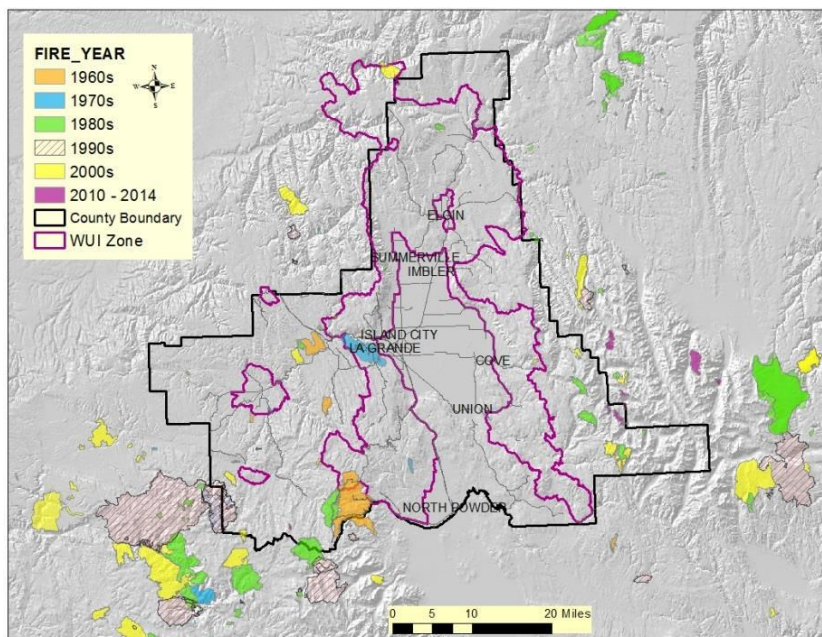 FIRE_YEAR
1960s
1970s
1980s
1990s
2000s
2010 - 2014
County Boundary
WUI Zone
N
W
E
S
ELGIN
SUMMERVILLE
IMBLER
ISLAND CITY
LA GRANDE
COVE
UNION
NORTH POWDER
0 5 10 20 Miles